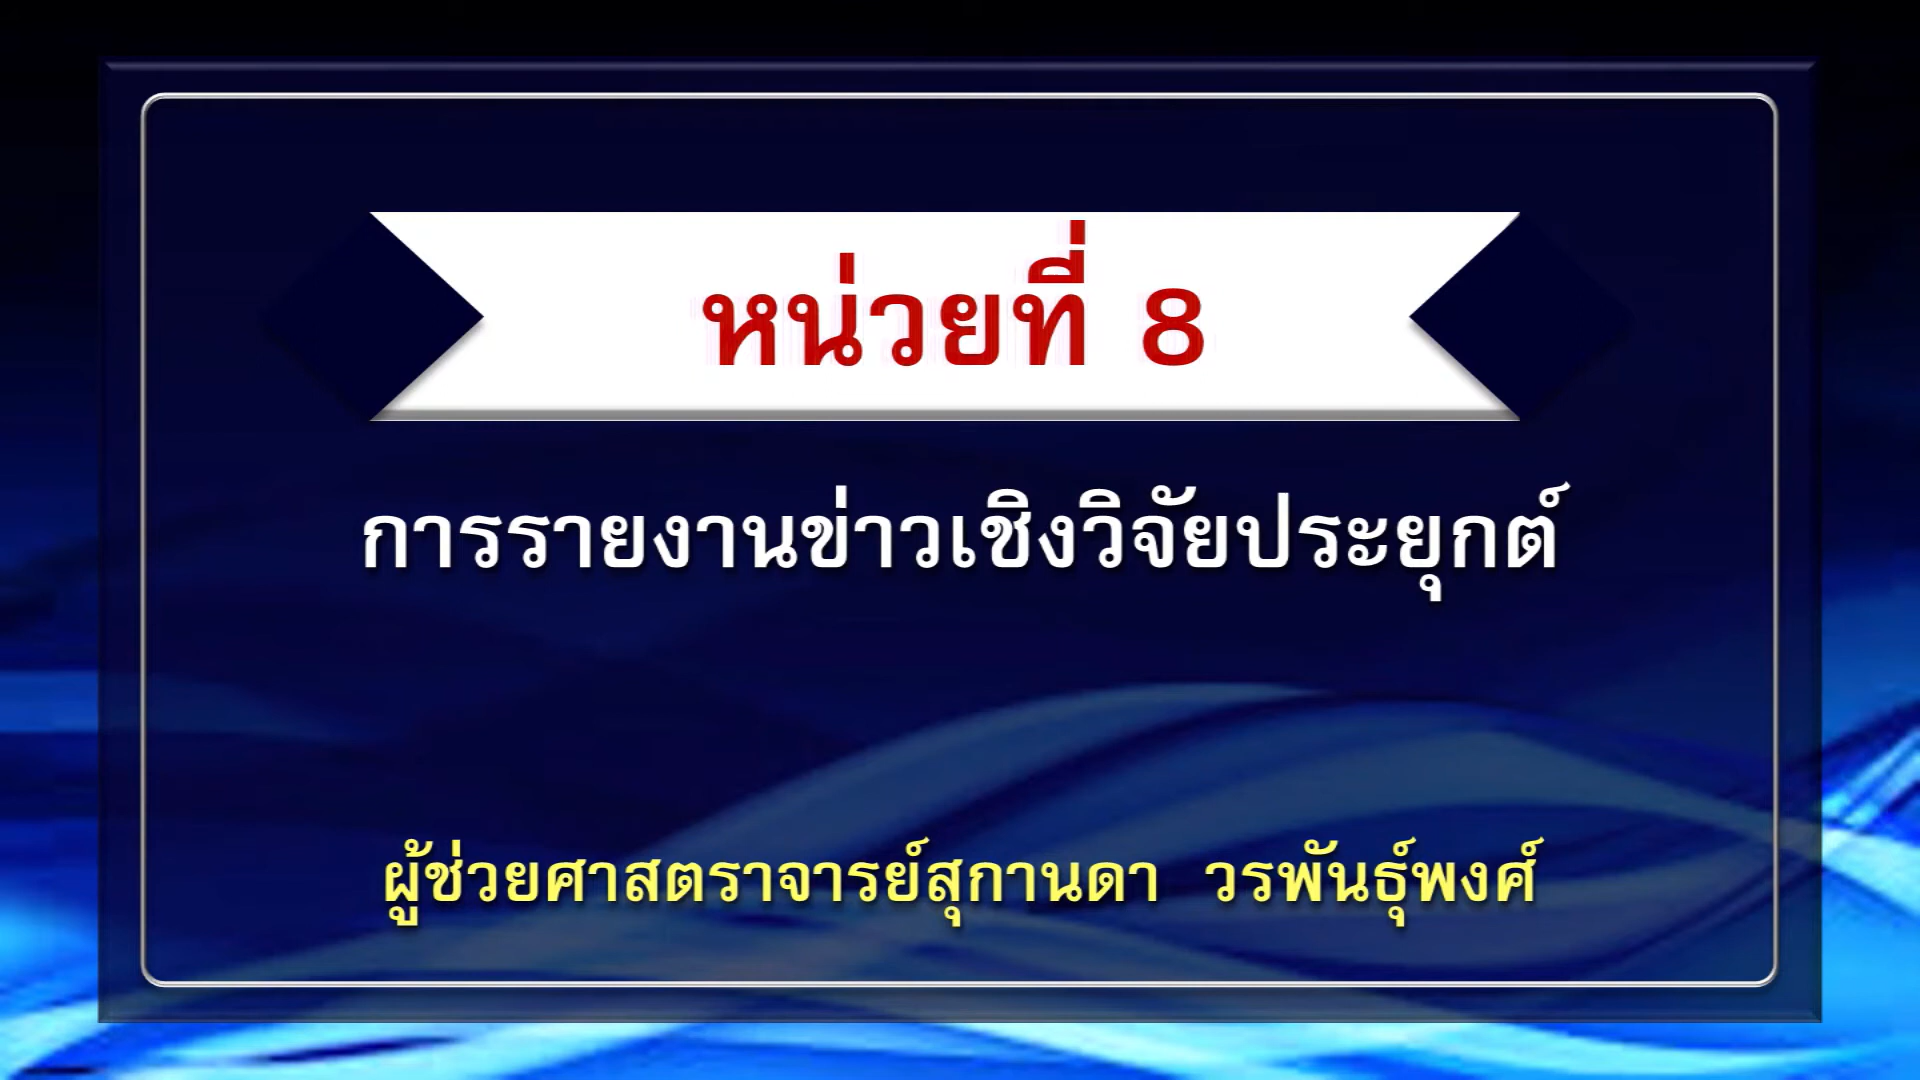 หน่วยที่ 8
การรายงานข่าวเชิงวิจัยประยุกต์
ผู้ช่วยศาสตราจารย์สุกานดา วรพันธุ์พงศ์